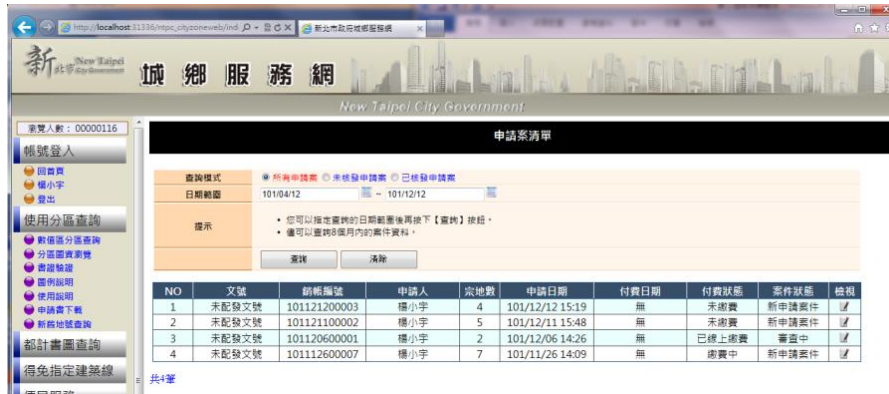 http://localhost:31336/ntpc_cityzoneweb/ind
新北市政府城鄉服務網
新北市 New Taipei City Government
城鄉服務網
New Taipei City Government
瀏覽人數：00000116
帳號登入
回首頁
楊小宇
登出
使用分區查詢
數值區分區查詢
分區圖資瀏覽
書證驗證
圖例說明
使用說明
申請書下載
新舊地號查詢
都計書圖查詢
得免指定建築線
便民服務
申請案清單
查詢模式 所有申請案 未核發申請案 已核發申請案
日期範圍 101/04/12 ~ 101/12/12
提示
• 您可以指定查詢的日期範圍後再按下【查詢】按鈕。
• 僅可以查詢8個月內的案件資料。
查詢 清除
NO 文號 銷帳編號 申請人 宗地數 申請日期 付費日期 付費狀態 案件狀態 檢視
1 未配發文號 101121200003 楊小宇 4 101/12/12 15:19 無 未繳費 新申請案件
2 未配發文號 101121100002 楊小宇 5 101/12/11 15:48 無 未繳費 新申請案件
3 未配發文號 101120600001 楊小宇 2 101/12/06 14:26 無 已線上繳費 審查中
4 未配發文號 101112600007 楊小宇 7 101/11/26 14:09 無 繳費中 新申請案件
共4筆